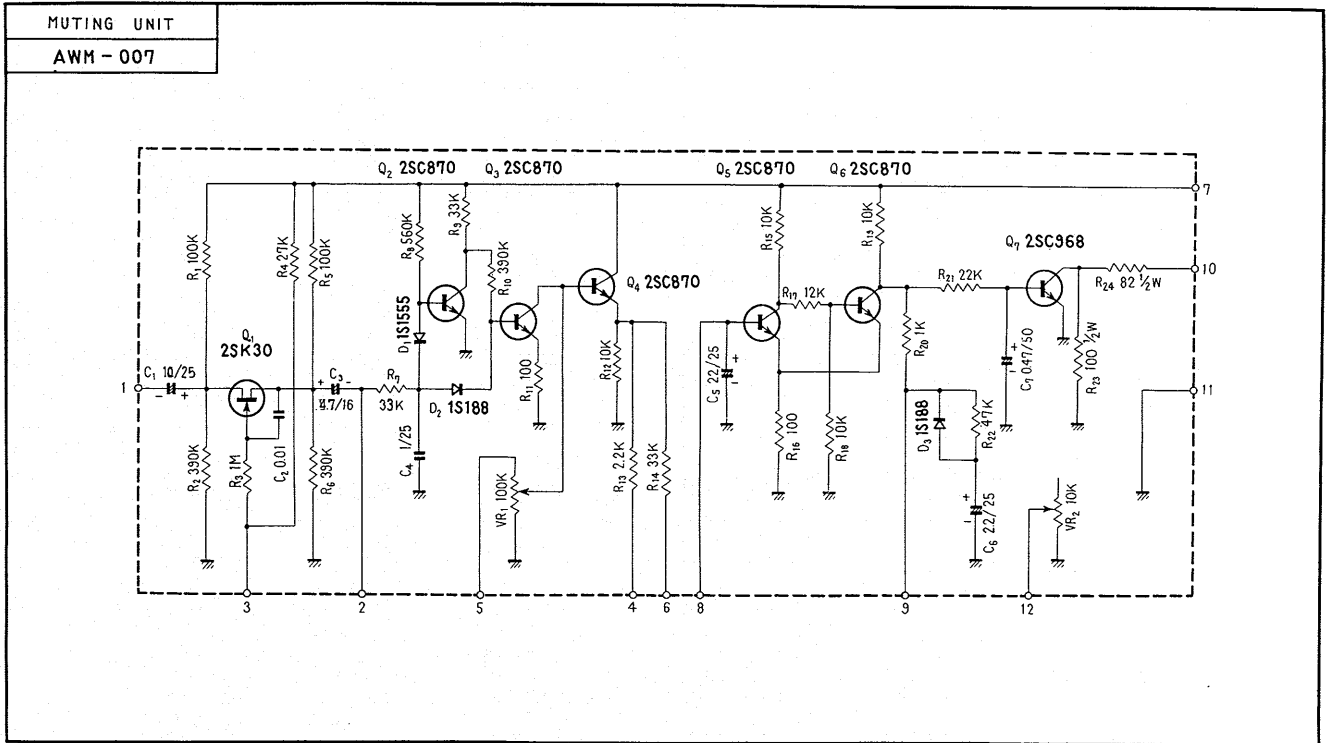 MUTING UNIT
AWM-007
Q₂ 2SC870
Q₃ 2SC870
Q₅ 2SC870
Q₆ 2SC870
7
R₁ 100K
R₄ 27K
R₅ 100K
R₈ 560K
R₉ 33K
R₁₀ 390K
Q₄ 2SC870
R₁₅ 10K
R₁₉ 10K
Q₇ 2SC968
R₂₁ 22K
R₂₄ 82 ½W
10
R₁₇ 12K
D₁ 1S1555
Q₁
2SK30
C₁ 10/25
- +
1
C₃
+ -
4.7/16
R₇
33K
D₂ 1S188
R₁₁ 100
R₁₂ 10K
C₅ 22/25
+
-
R₂₀ 1K
C₇ 0.47/50
+
-
R₂₃ 100 ½W
11
R₂ 390K
R₃ 1M
C₂ 0.01
R₆ 390K
C₄ 1/25
VR₁ 100K
R₁₃ 2.2K
R₁₄ 33K
R₁₆ 100
R₁₈ 10K
D₃ 1S188
R₂₂ 47K
C₆ 22/25
+
-
VR₂ 10K
3
2
5
4
6
8
9
12